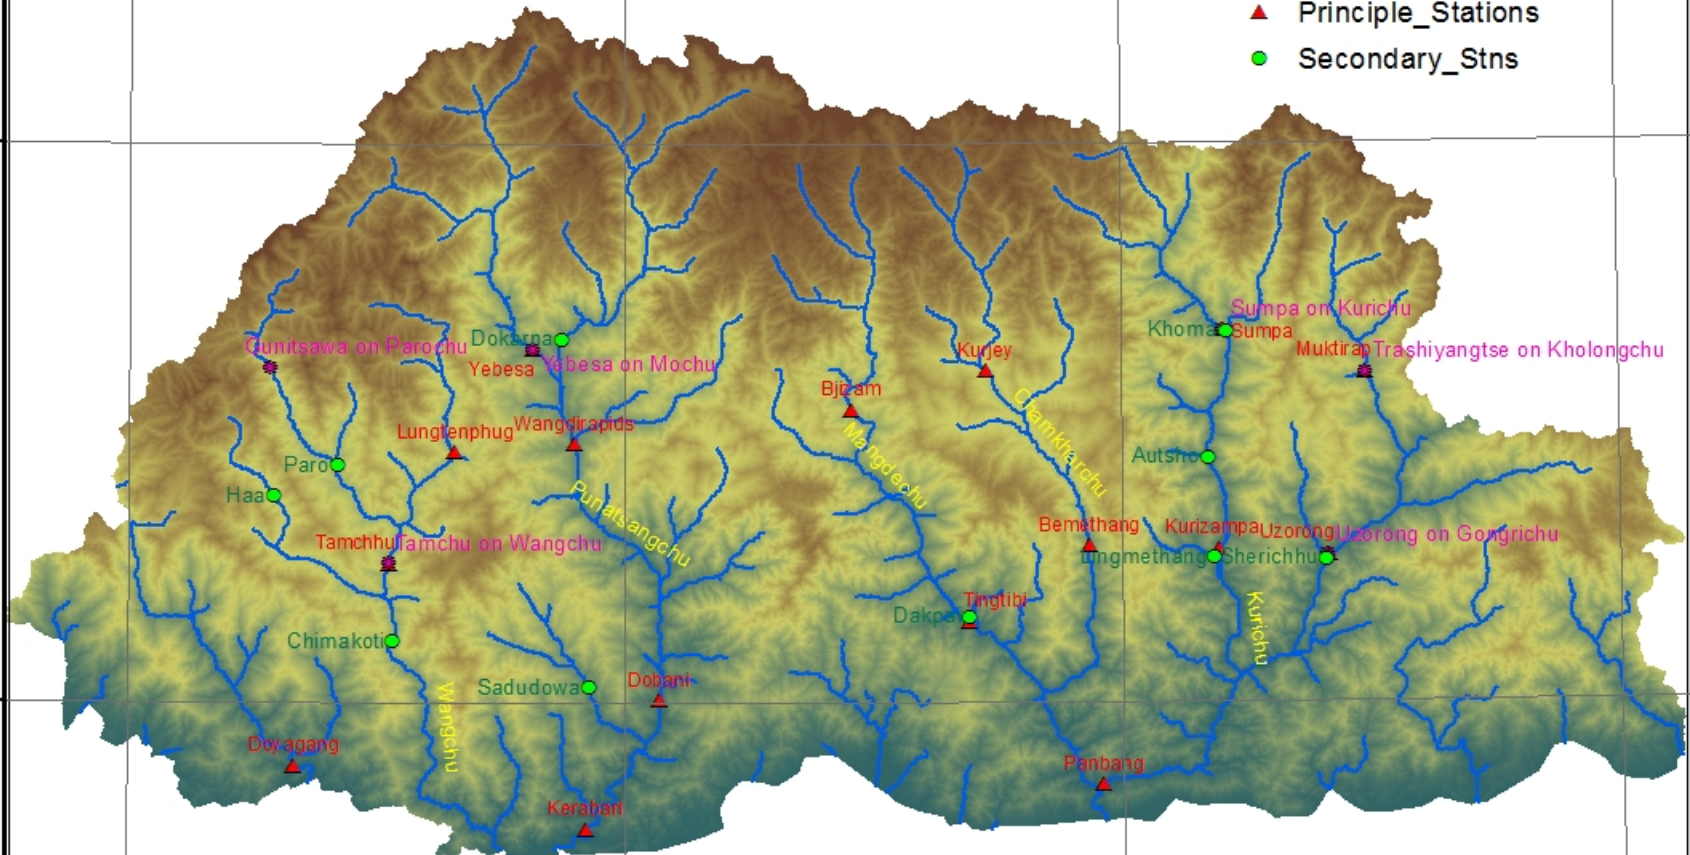 Principle_Stations
Secondary_Stns
Sumpa on Kurichu
Khoma
Sumpa
Dokarna
Gunitsawa on Parochu
Yebesa
Yebesa on Mochu
Kurjey
Muktirap
Trashiyangtse on Kholongchu
Bjizam
Chamkharchu
Lungtenphug
Wangdirapids
Mangdechu
Paro
Autsho
Haa
Punatsangchu
Tamchhu
Tamchu on Wangchu
Bemethang
Kurizampa
Uzorong
Uzorong on Gongrichu
Lingmethang
Sherichhu
Tingtibi
Dakpai
Kurichu
Chimakoti
Sadudowa
Dobani
Wangchu
Doyagang
Panbang
Kerabari